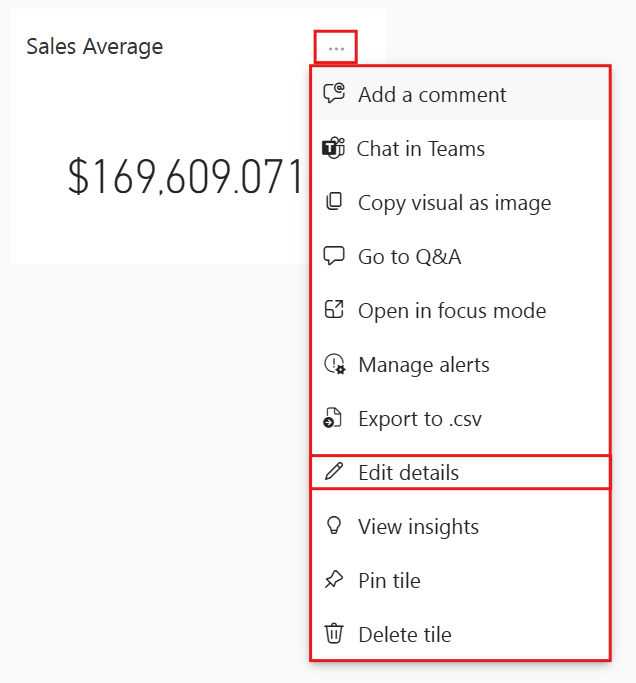 Sales Average
...
Add a comment
Chat in Teams
$169,609.071
Copy visual as image
Go to Q&A
Open in focus mode
Manage alerts
Export to .csv
Edit details
View insights
Pin tile
Delete tile